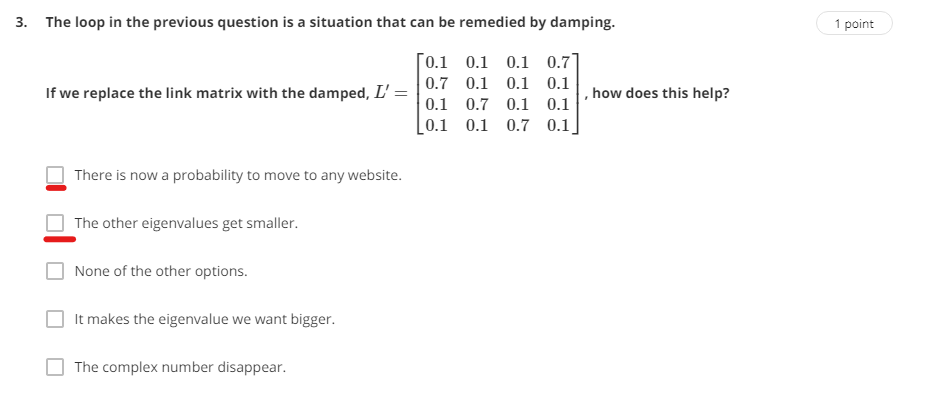 3. The loop in the previous question is a situation that can be remedied by damping. 1 point
If we replace the link matrix with the damped, L′ = [0.1 0.1 0.1 0.7
0.7 0.1 0.1 0.1
0.1 0.7 0.1 0.1
0.1 0.1 0.7 0.1], how does this help?
There is now a probability to move to any website.
The other eigenvalues get smaller.
None of the other options.
It makes the eigenvalue we want bigger.
The complex number disappear.